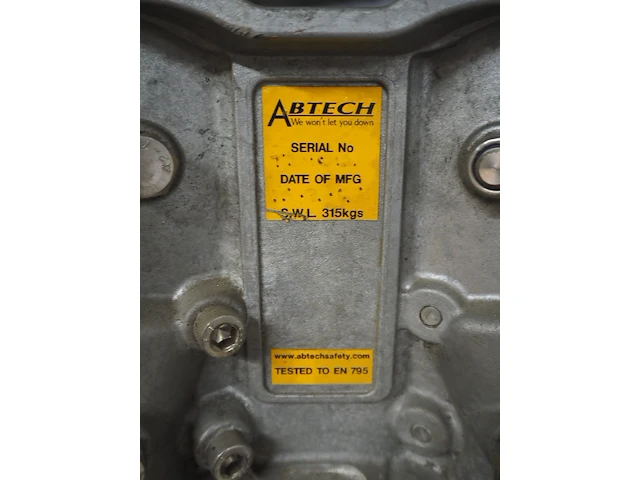 ABTECH
We won't let you down
SERIAL No
DATE OF MFG
S.W.L. 315kgs
www.abtechsafety.com
TESTED TO EN 795